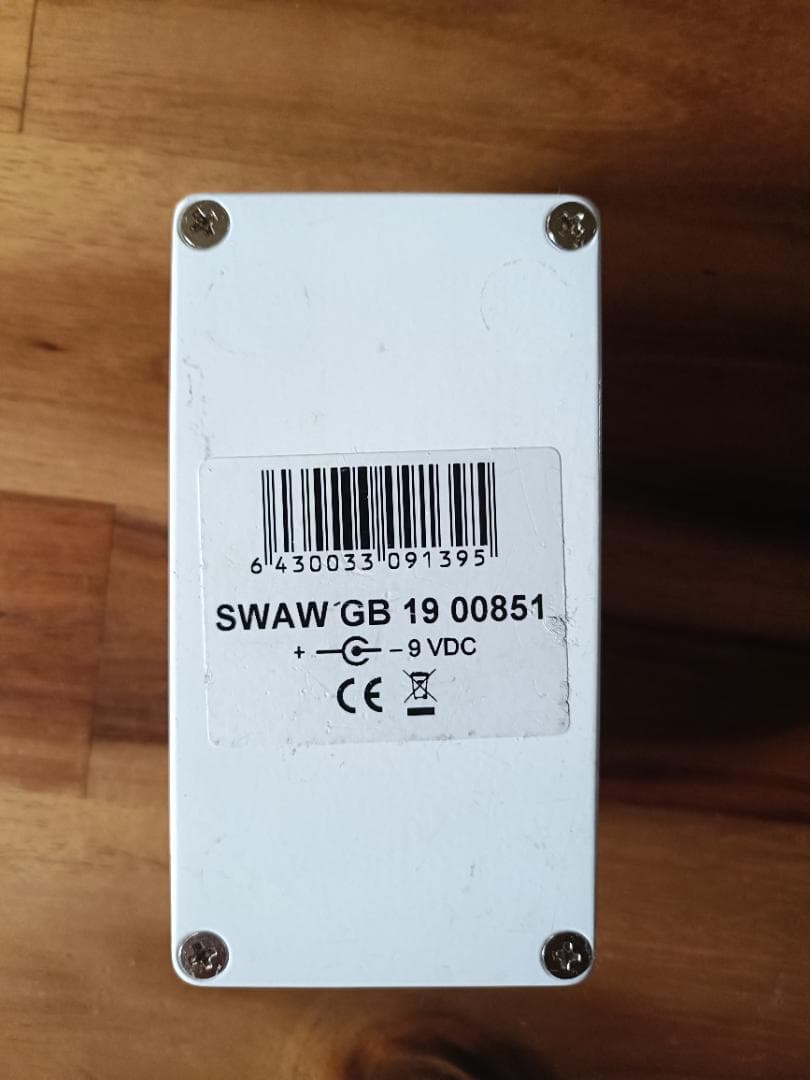 6 430033 091395
SWAW GB 19 00851
+ – 9 VDC
CE